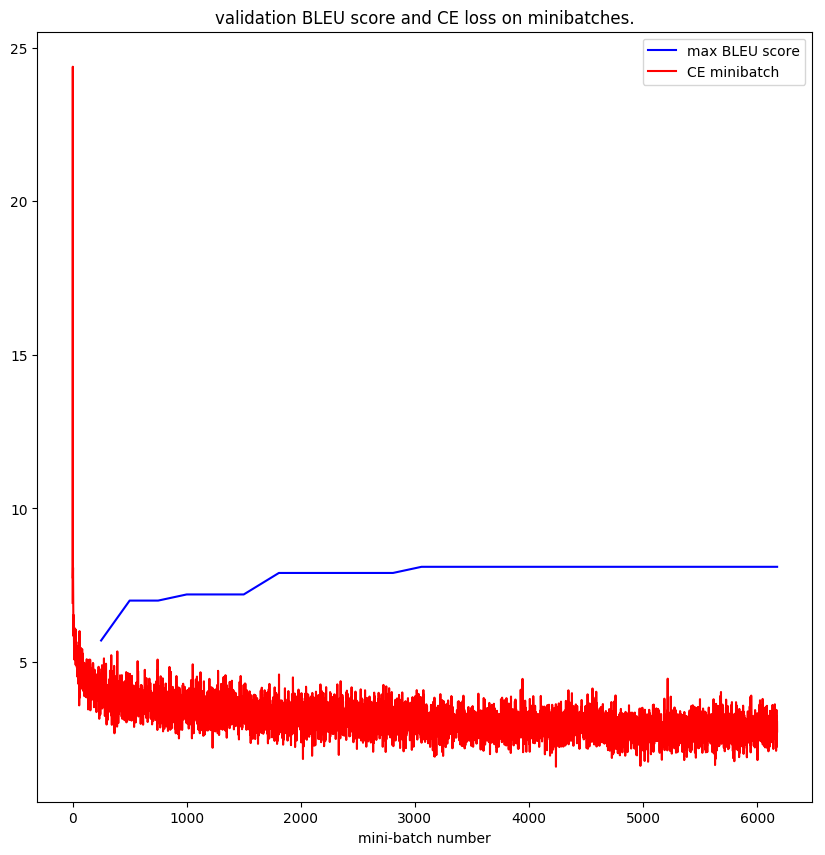 validation BLEU score and CE loss on minibatches.
max BLEU score
CE minibatch
25
20
15
10
5
0 1000 2000 3000 4000 5000 6000
mini-batch number